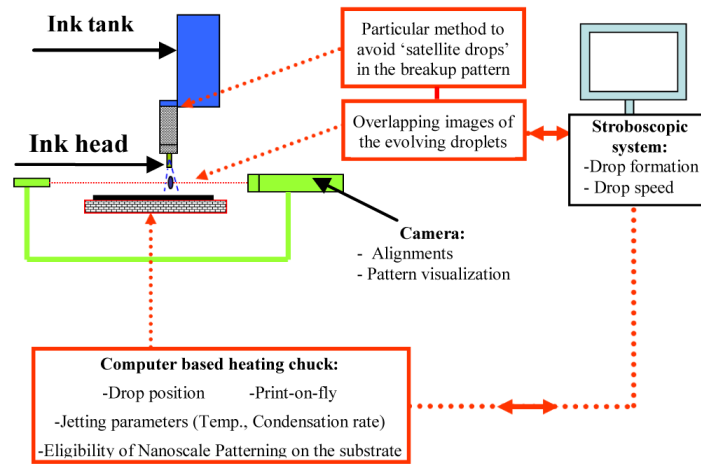 Ink tank
Particular method to
avoid ‘satellite drops’
in the breakup pattern
Ink head
Overlapping images of
the evolving droplets
Stroboscopic
system:
-Drop formation
- Drop speed
Camera:
- Alignments
- Pattern visualization
Computer based heating chuck:
-Drop position -Print-on-fly
-Jetting parameters (Temp., Condensation rate)
-Eligibility of Nanoscale Patterning on the substrate